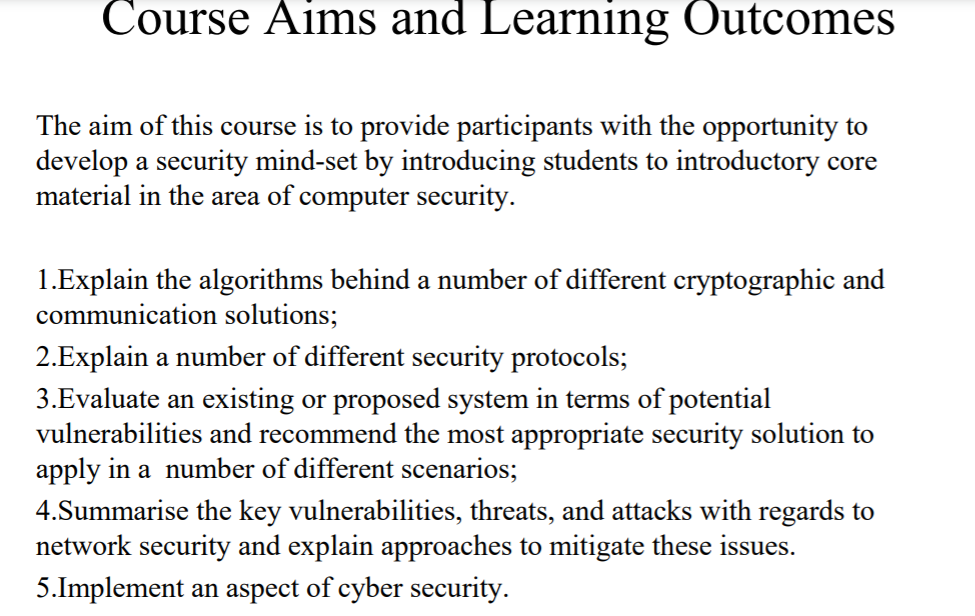 Course Aims and Learning Outcomes
The aim of this course is to provide participants with the opportunity to
develop a security mind-set by introducing students to introductory core
material in the area of computer security.
1.Explain the algorithms behind a number of different cryptographic and
communication solutions;
2.Explain a number of different security protocols;
3.Evaluate an existing or proposed system in terms of potential
vulnerabilities and recommend the most appropriate security solution to
apply in a  number of different scenarios;
4.Summarise the key vulnerabilities, threats, and attacks with regards to
network security and explain approaches to mitigate these issues.
5.Implement an aspect of cyber security.